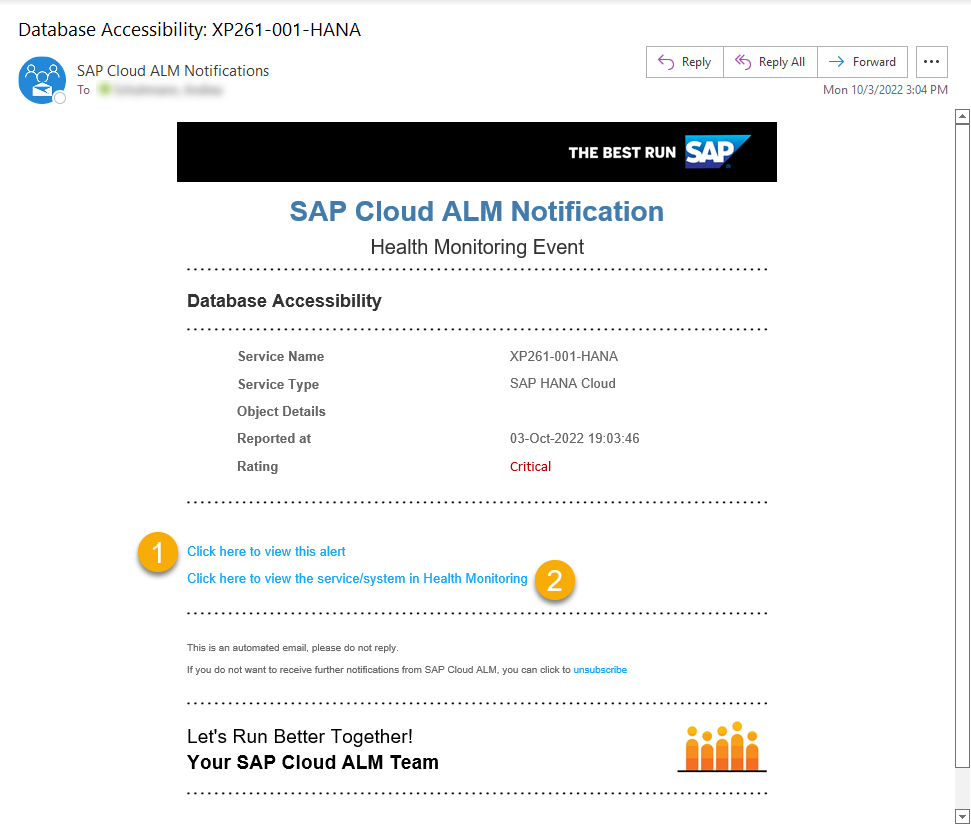 Database Accessibility: XP261-001-HANA
SAP Cloud ALM Notifications
To
Reply
Reply All
Forward
Mon 10/3/2022 3:04 PM
THE BEST RUN SAP
SAP Cloud ALM Notification
Health Monitoring Event
Database Accessibility
Service Name XP261-001-HANA
Service Type SAP HANA Cloud
Object Details
Reported at 03-Oct-2022 19:03:46
Rating Critical
1 Click here to view this alert
Click here to view the service/system in Health Monitoring 2
This is an automated email, please do not reply.
If you do not want to receive further notifications from SAP Cloud ALM, you can click to unsubscribe
Let's Run Better Together!
Your SAP Cloud ALM Team